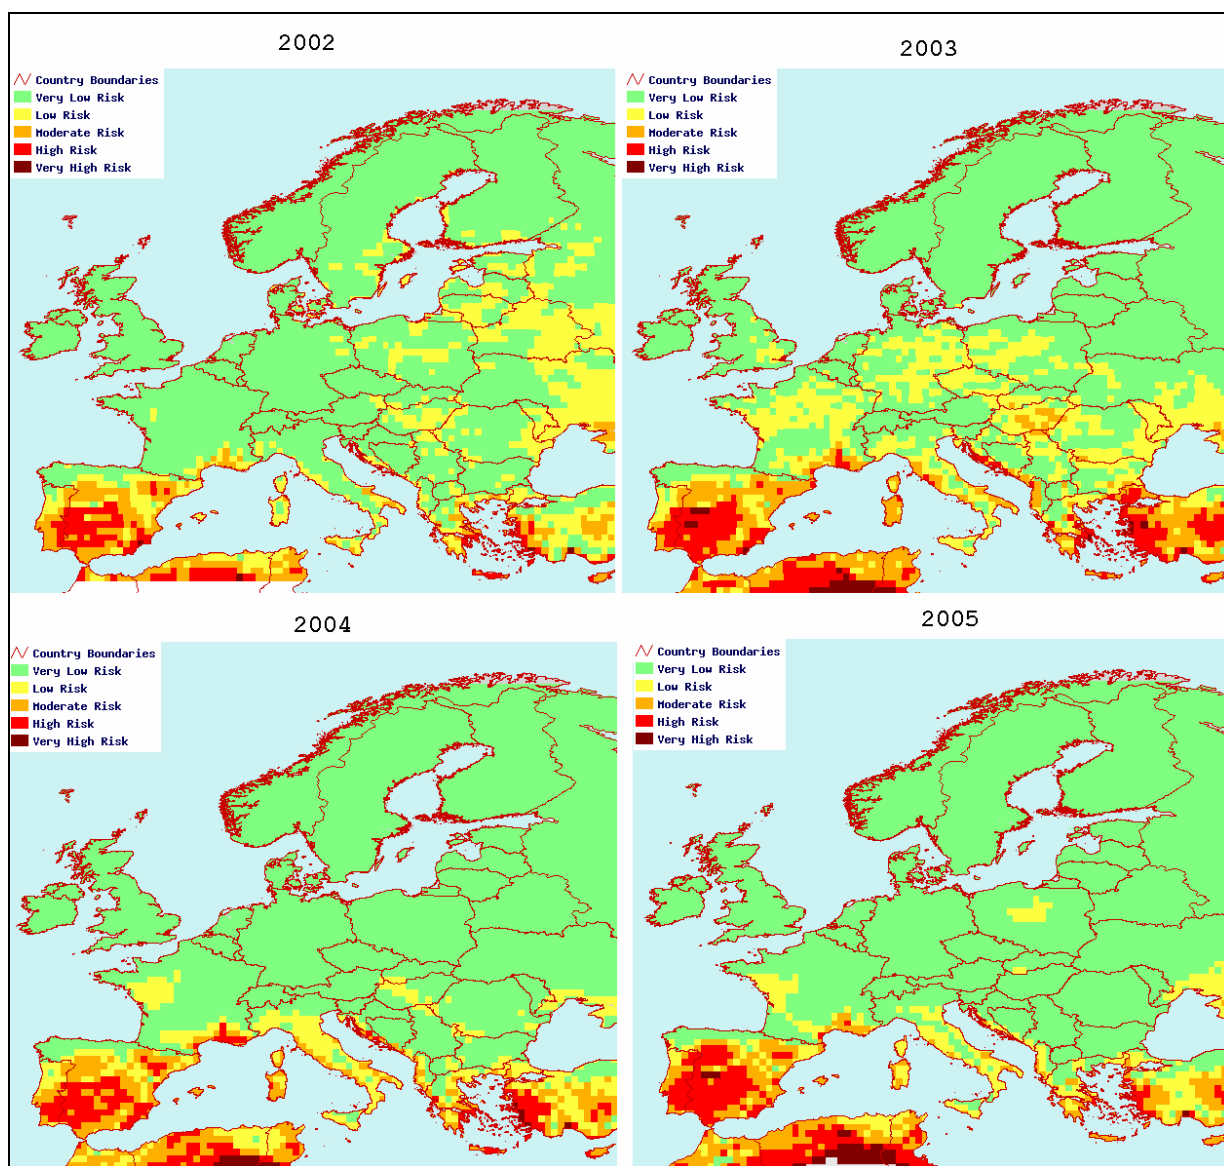 2002
Country Boundaries
Very Low Risk
Low Risk
Moderate Risk
High Risk
Very High Risk
2003
Country Boundaries
Very Low Risk
Low Risk
Moderate Risk
High Risk
Very High Risk
2004
Country Boundaries
Very Low Risk
Low Risk
Moderate Risk
High Risk
Very High Risk
2005
Country Boundaries
Very Low Risk
Low Risk
Moderate Risk
High Risk
Very High Risk